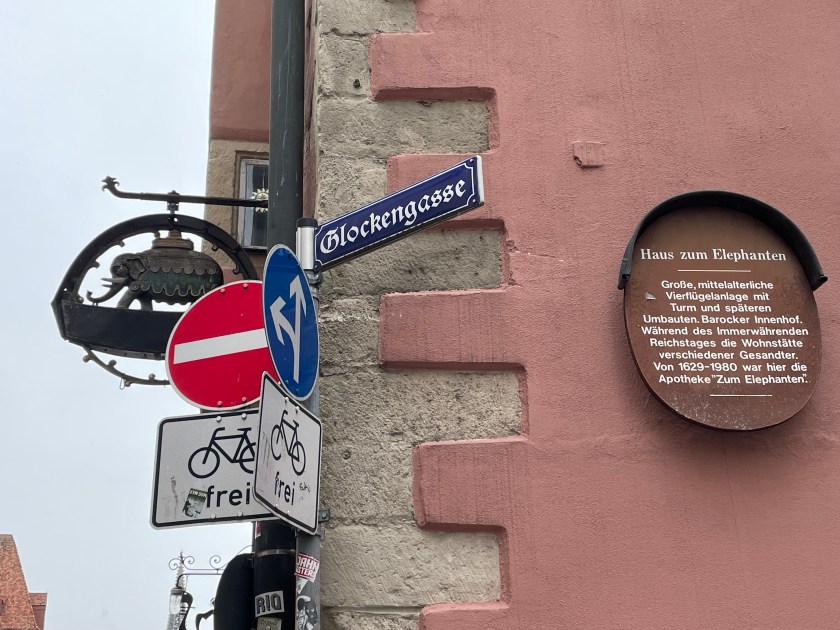 Glockengasse
Haus zum Elephanten
Große, mittelalterliche
Vierflügelanlage mit
Turm und späteren
Umbauten. Barocker Innenhof.
Während des Immerwährenden
Reichstages die Wohnstätte
verschiedener Gesandter.
Von 1629-1980 war hier die
Apotheke "Zum Elephanten".
frei
frei